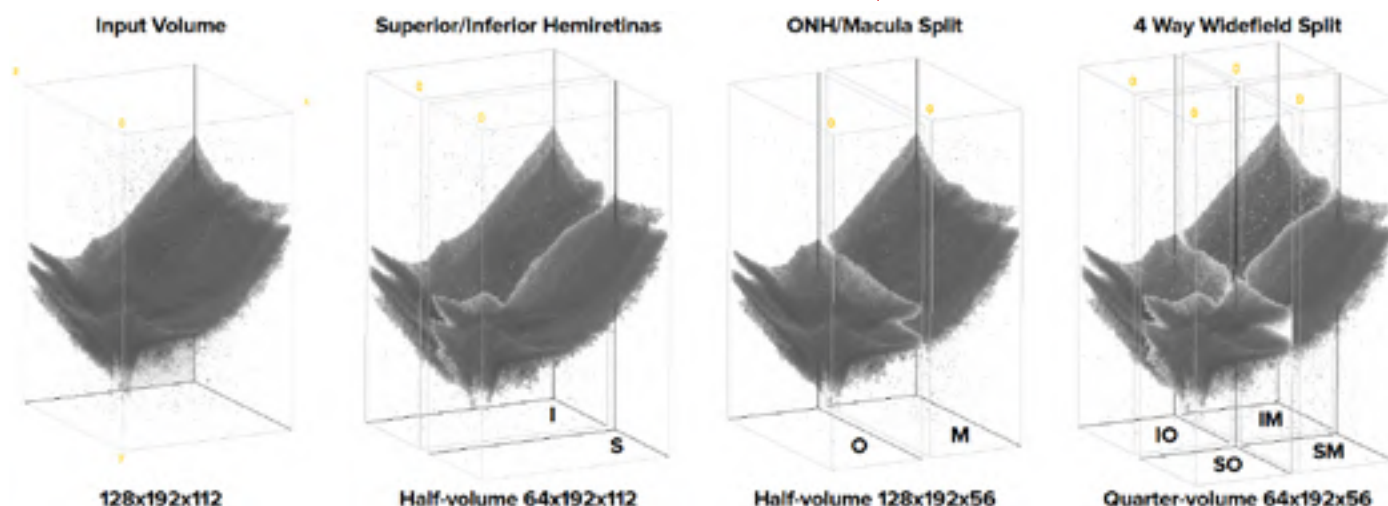 Input Volume
Superior/Inferior Hemiretinas
ONH/Macula Split
4 Way Widefield Split
I
S
O
M
IO
IM
SO
SM
128x192x112
Half-volume 64x192x112
Half-volume 128x192x56
Quarter-volume 64x192x56